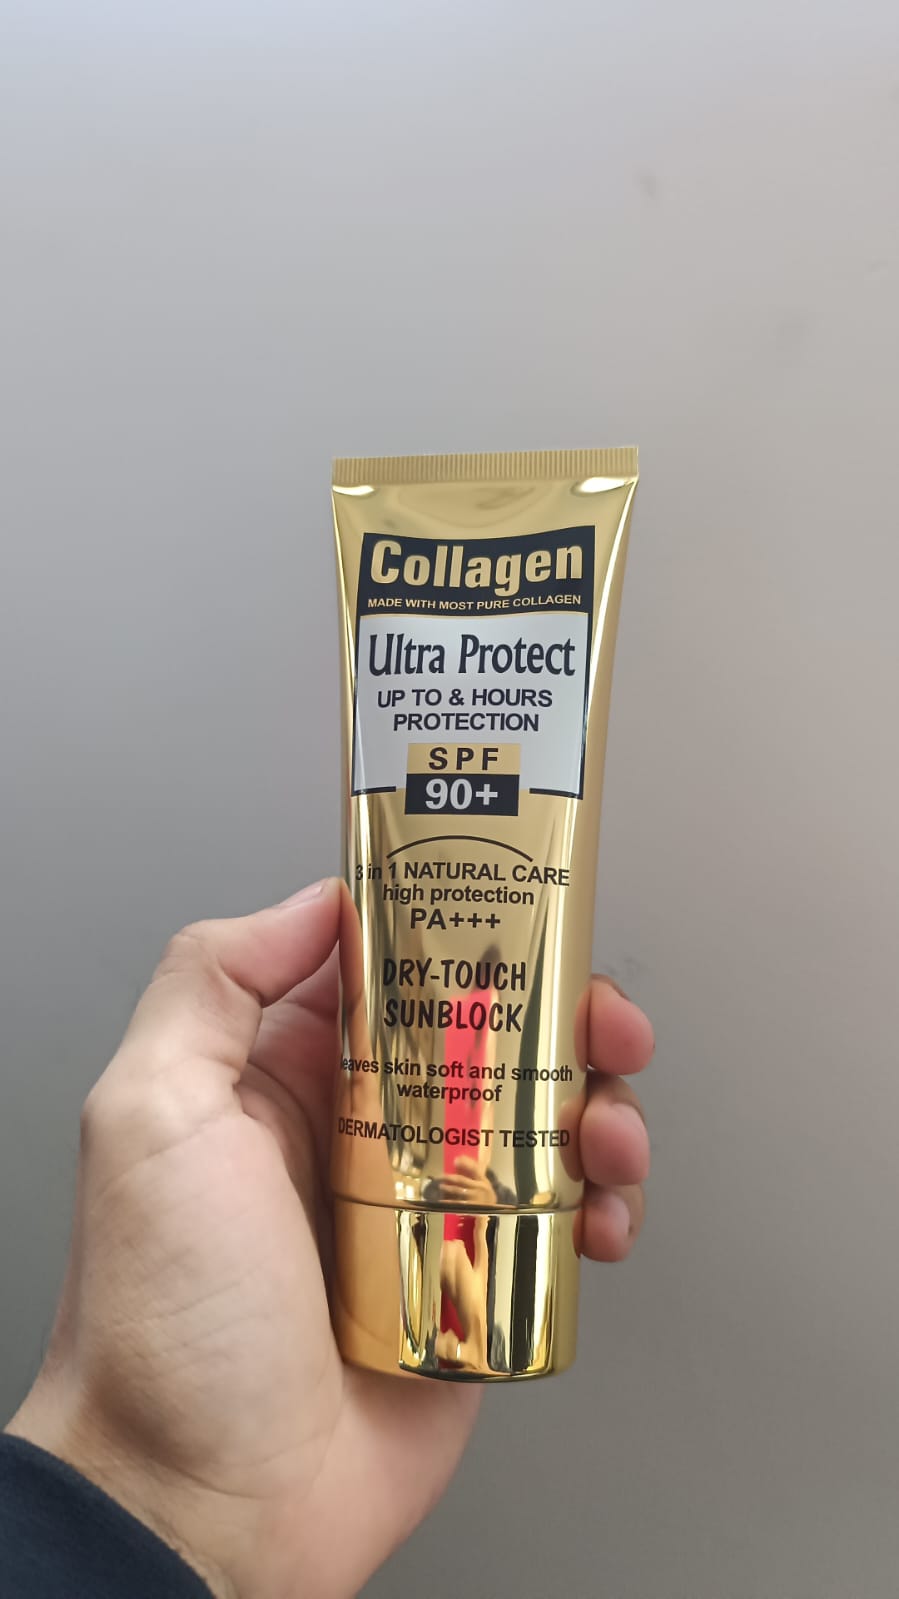 Collagen
MADE WITH MOST PURE COLLAGEN
Ultra Protect
UP TO & HOURS
PROTECTION
SPF
90+
3 in 1 NATURAL CARE
high protection
PA+++
DRY-TOUCH
SUNBLOCK
leaves skin soft and smooth
waterproof
DERMATOLOGIST TESTED